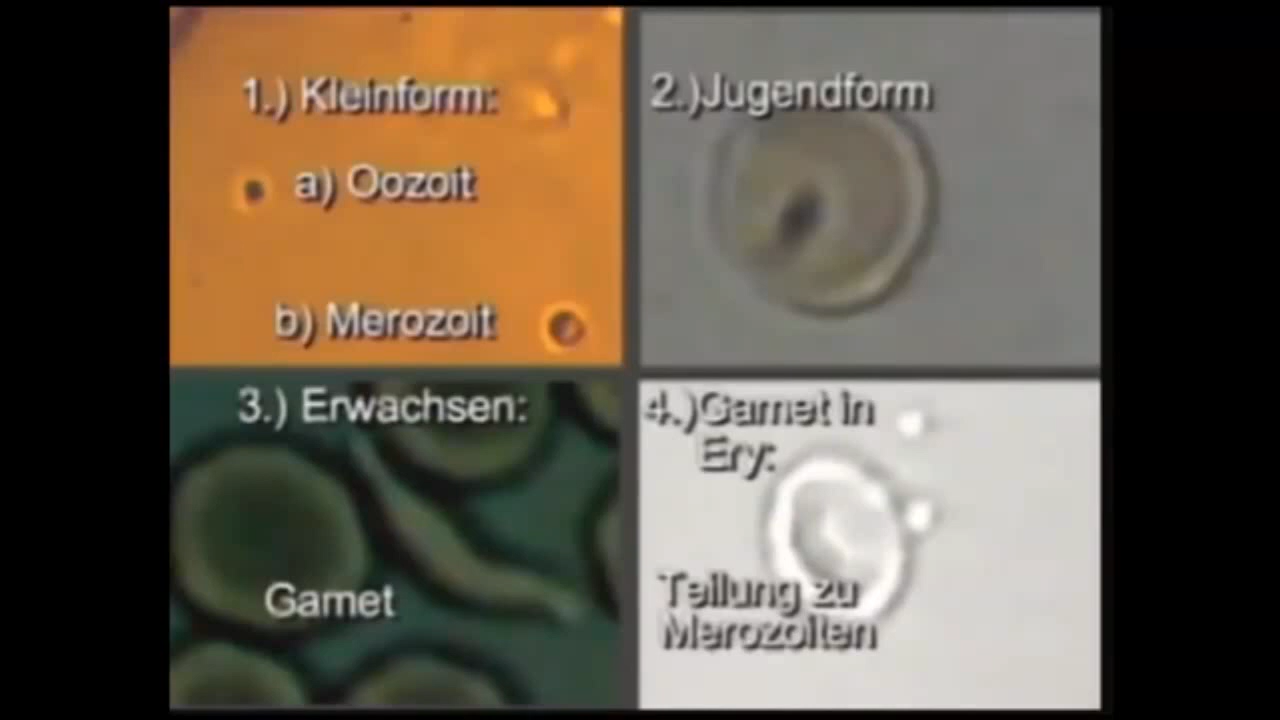 1.) Kleinform:
a) Oozoit
b) Merozoit
2.)Jugendform
3.) Erwachsen:
Gamet
4.)Gamet in
Ery:
Teilung zu
Merozoiten